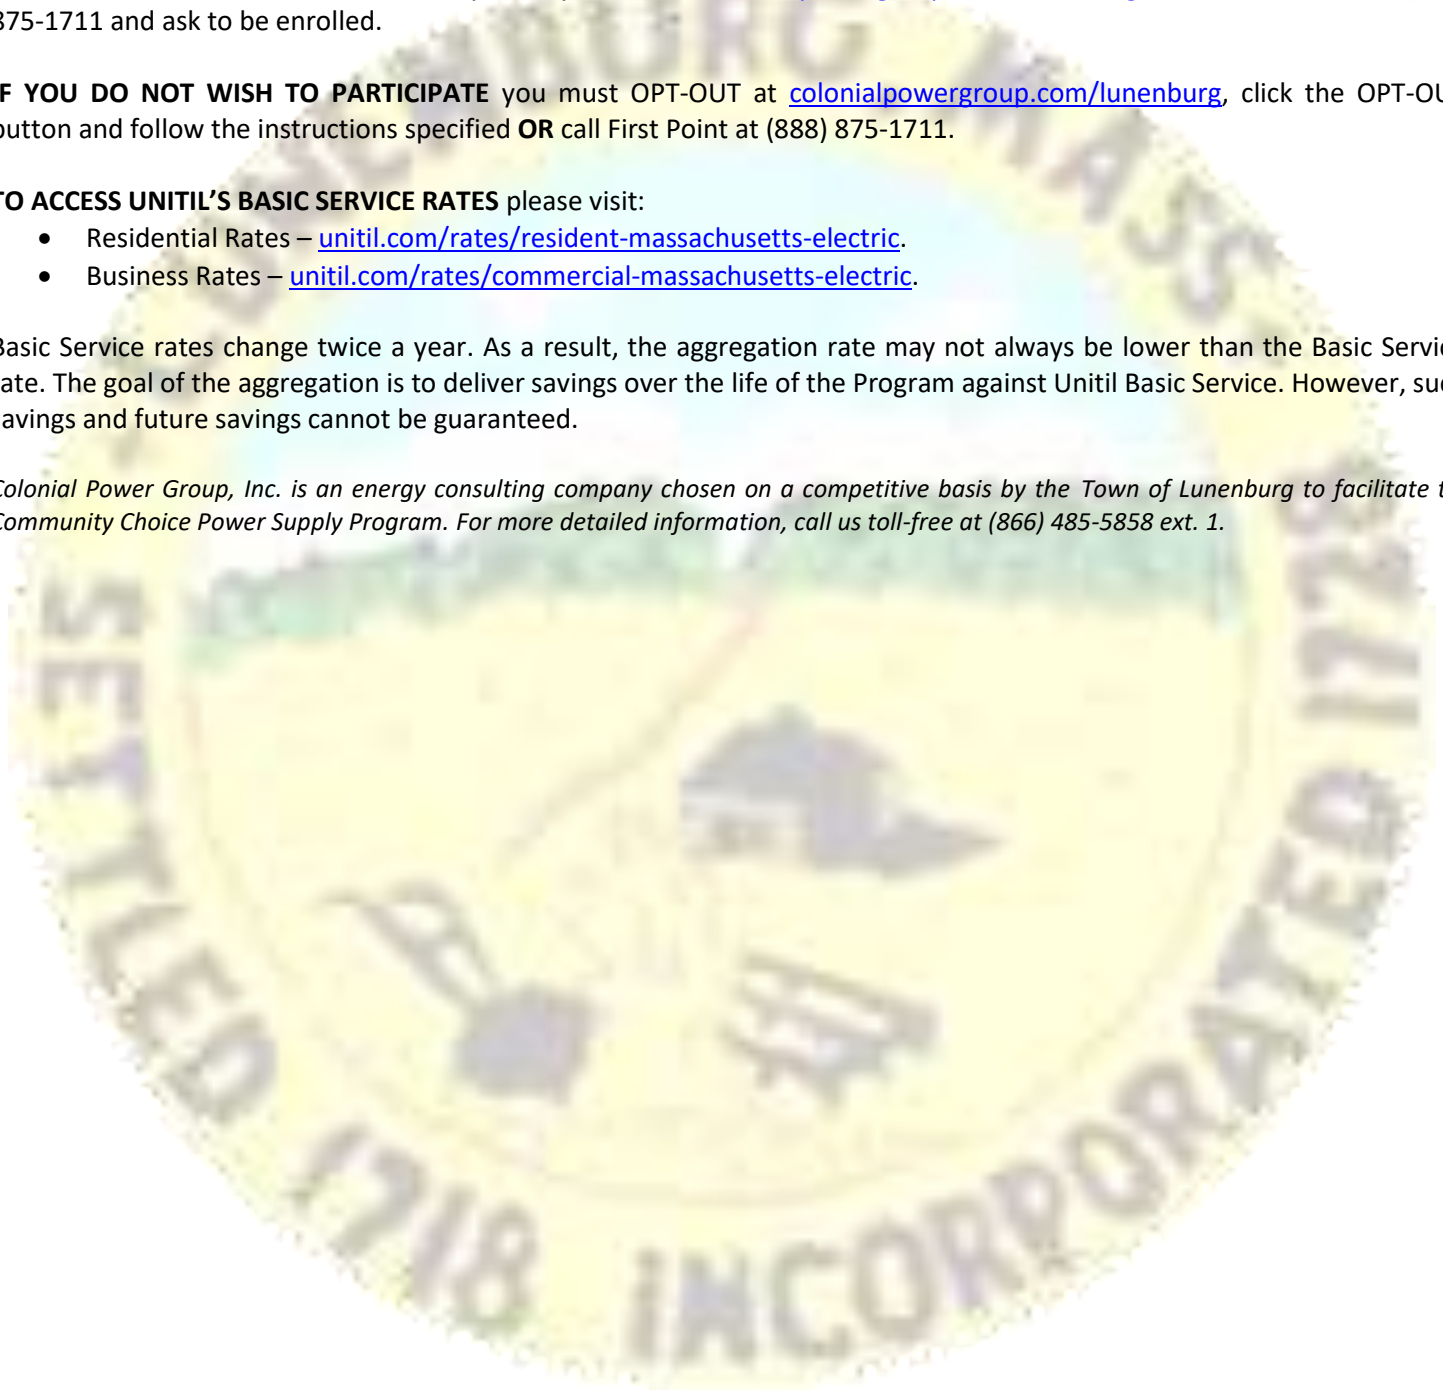 875-1711 and ask to be enrolled.
IF YOU DO NOT WISH TO PARTICIPATE you must OPT-OUT at colonialpowergroup.com/lunenburg, click the OPT-OU
button and follow the instructions specified OR call First Point at (888) 875-1711.
TO ACCESS UNITIL’S BASIC SERVICE RATES please visit:
• Residential Rates – unitil.com/rates/resident-massachusetts-electric.
• Business Rates – unitil.com/rates/commercial-massachusetts-electric.
Basic Service rates change twice a year. As a result, the aggregation rate may not always be lower than the Basic Servic
rate. The goal of the aggregation is to deliver savings over the life of the Program against Unitil Basic Service. However, suc
savings and future savings cannot be guaranteed.
Colonial Power Group, Inc. is an energy consulting company chosen on a competitive basis by the Town of Lunenburg to facilitate t
Community Choice Power Supply Program. For more detailed information, call us toll-free at (866) 485-5858 ext. 1.
LUNENBURG MASS.
SETTLED 1718 INCORPORATED 1728